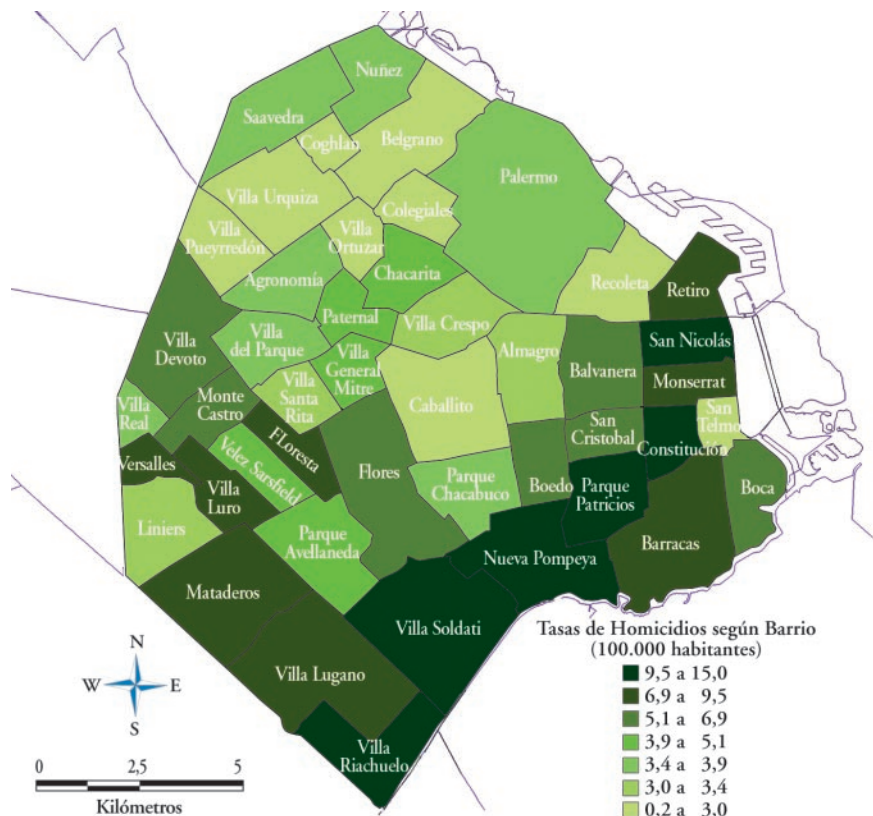 Nuñez
Saavedra
Coghlan
Belgrano
Palermo
Villa Urquiza
Colegiales
Villa
Pueyrredón
Villa
Ortuzar
Agronomía
Chacarita
Recoleta
Retiro
Paternal
Villa Crespo
San Nicolás
Villa
Devoto
Villa
del Parque
Villa
General
Mitre
Almagro
Balvanera
Monserrat
Monte
Castro
Villa
Santa
Rita
Caballito
San
Telmo
Villa
Real
San
Cristobal
Constitución
FLoresta
Versalles
Velez Sarsfield
Flores
Parque
Chacabuco
Boedo
Parque
Patricios
Boca
Villa
Luro
Liniers
Parque
Avellaneda
Nueva Pompeya
Barracas
Mataderos
Villa Soldati
Villa Lugano
Villa
Riachuelo
Tasas de Homicidios según Barrio
(100.000 habitantes)
9,5 a 15,0
6,9 a 9,5
5,1 a 6,9
3,9 a 5,1
3,4 a 3,9
3,0 a 3,4
0,2 a 3,0
N
W E
S
0 2,5 5
Kilómetros